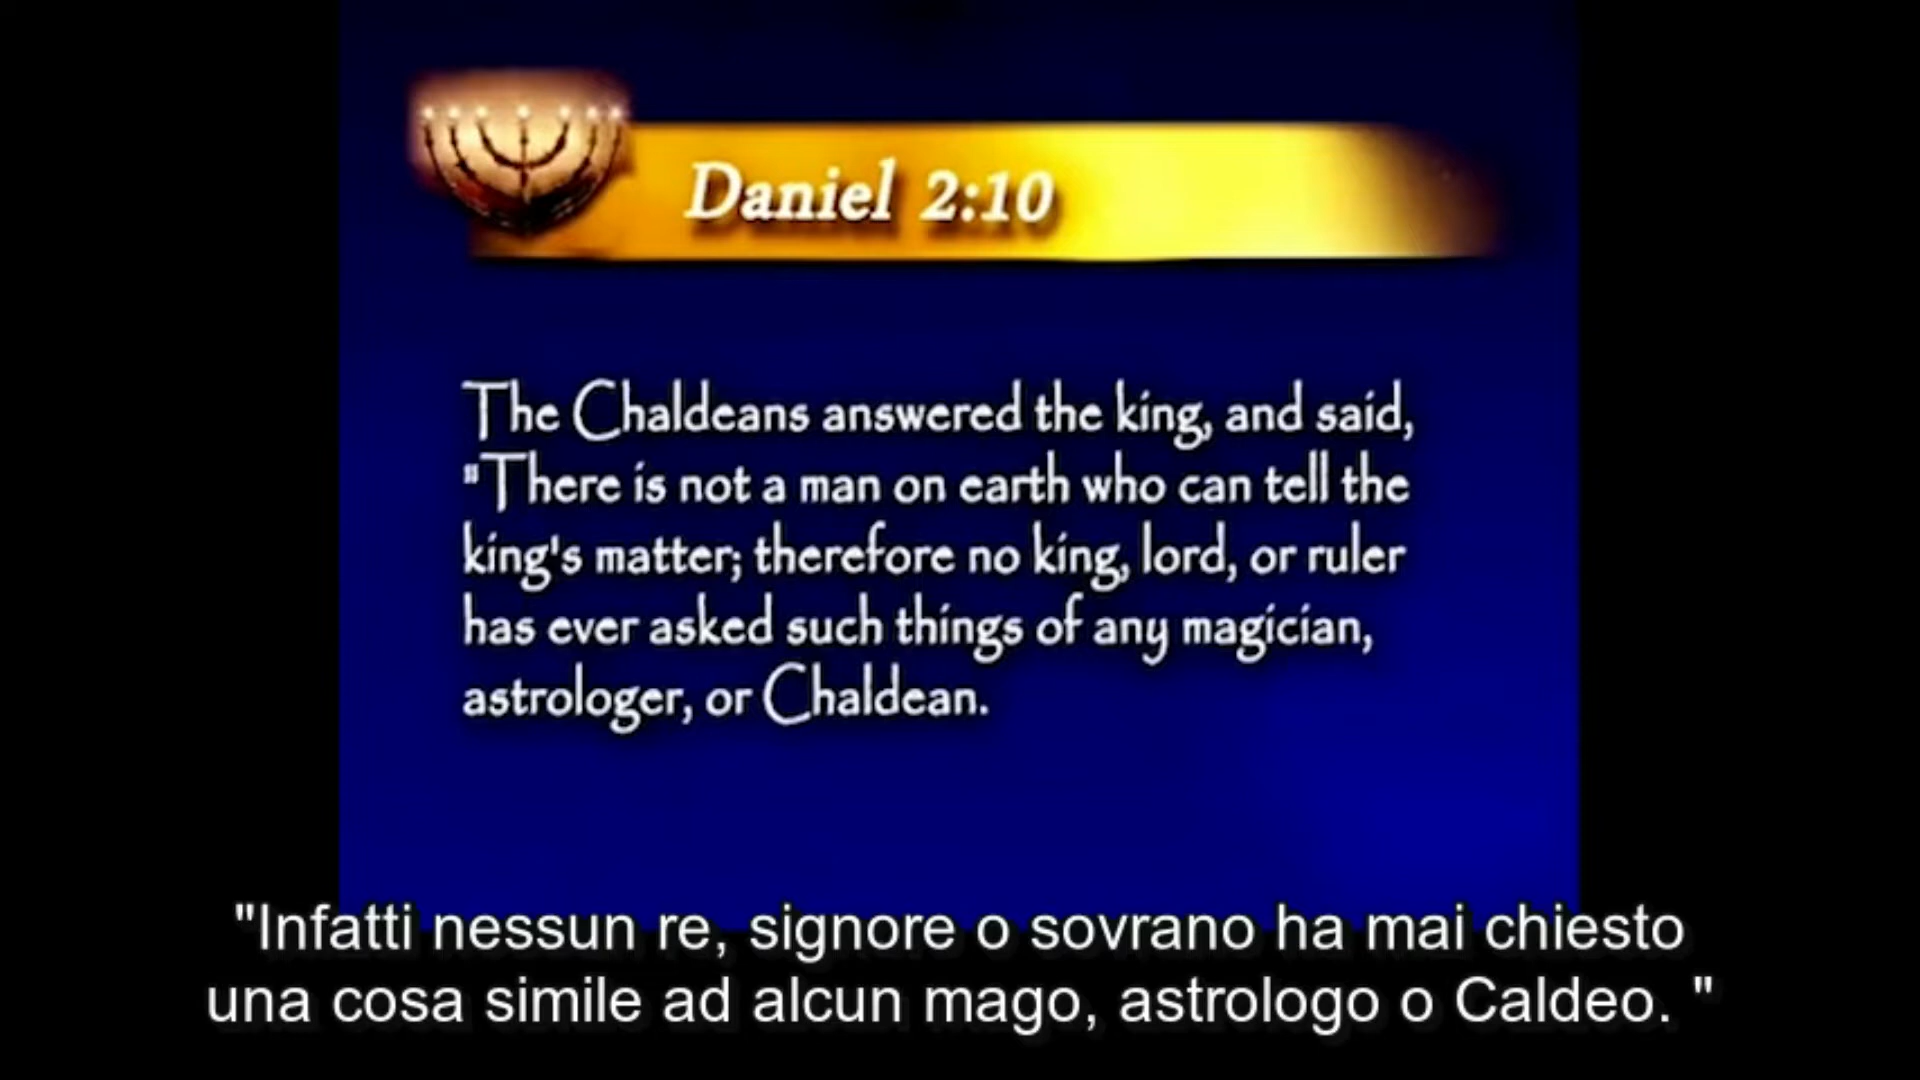 Daniel 2:10
The Chaldeans answered the king, and said,
"There is not a man on earth who can tell the
king's matter; therefore no king, lord, or ruler
has ever asked such things of any magician,
astrologer, or Chaldean.
"Infatti nessun re, signore o sovrano ha mai chiesto
una cosa simile ad alcun mago, astrologo o Caldeo. "